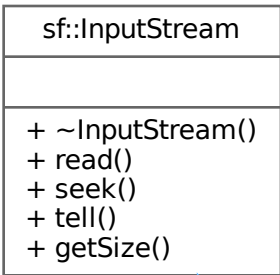 sf::InputStream
+ ~InputStream()
+ read()
+ seek()
+ tell()
+ getSize()